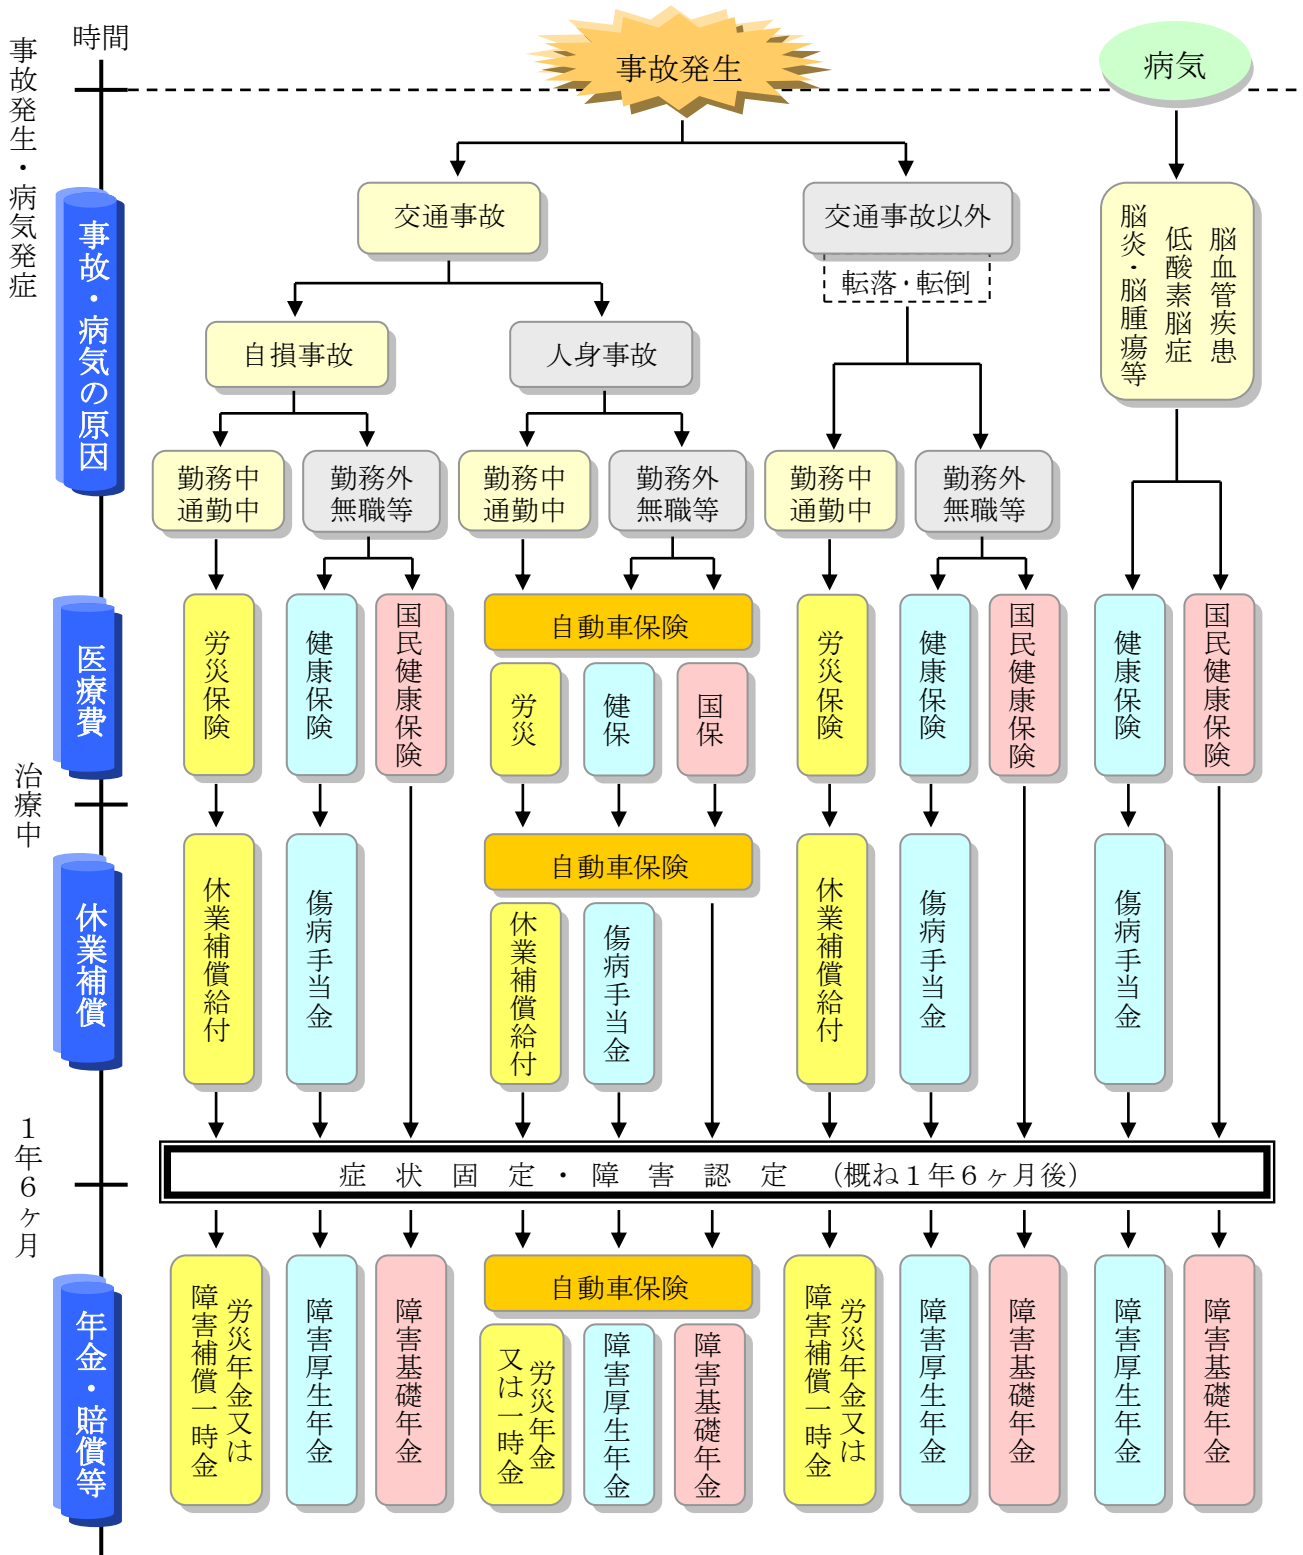 時間
事故発生・病気発症
事故発生
病気
事故・病気の原因
交通事故
交通事故以外
転落・転倒
脳血管疾患
低酸素脳症
脳炎・脳腫瘍等
自損事故
人身事故
勤務中
通勤中
勤務外
無職等
勤務中
通勤中
勤務外
無職等
勤務中
通勤中
勤務外
無職等
医療費
労災保険
健康保険
国民健康保険
自動車保険
労災
健保
国保
労災保険
健康保険
国民健康保険
健康保険
国民健康保険
治療中
休業補償
休業補償給付
傷病手当金
自動車保険
休業補償給付
傷病手当金
休業補償給付
傷病手当金
傷病手当金
１年６ヶ月
症状固定・障害認定（概ね１年６ヶ月後）
年金・賠償等
労災年金又は
障害補償一時金
障害厚生年金
障害基礎年金
自動車保険
労災年金
又は一時金
障害厚生年金
障害基礎年金
労災年金又は
障害補償一時金
障害厚生年金
障害基礎年金
障害厚生年金
障害基礎年金